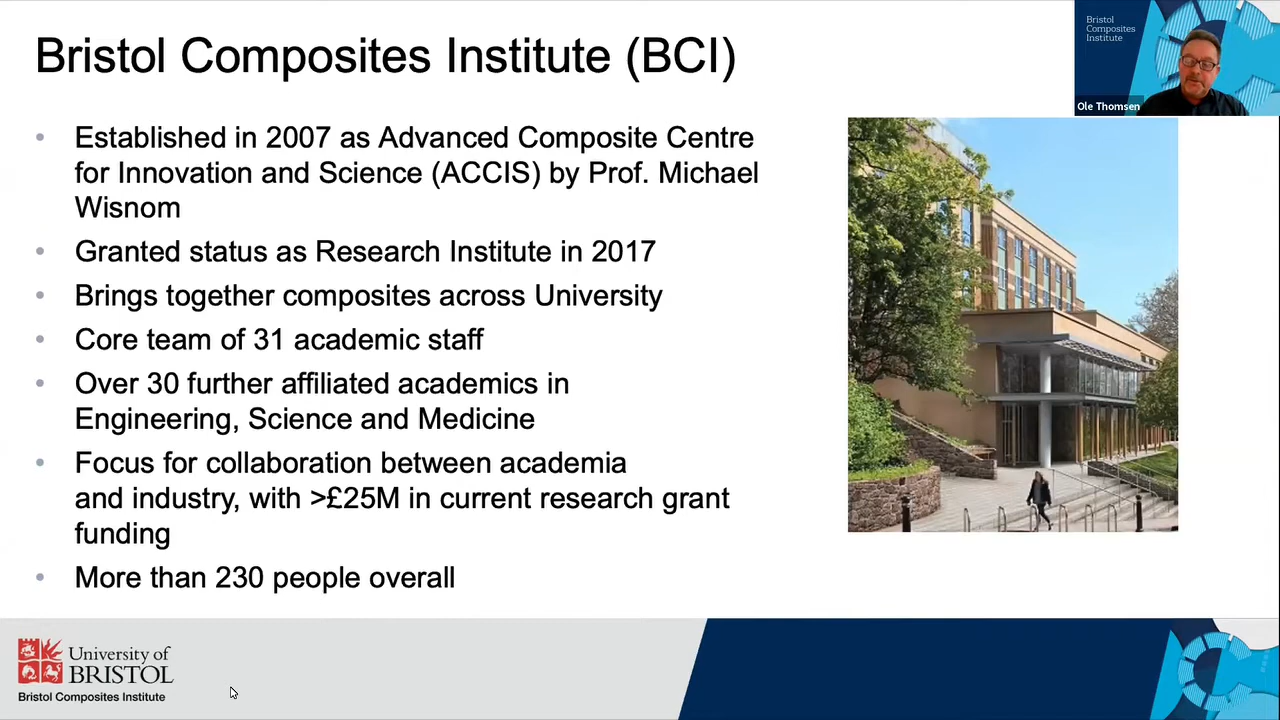 Bristol Composites Institute (BCI)
Bristol
Composites
Institute
Ole Thomsen
• Established in 2007 as Advanced Composite Centre
for Innovation and Science (ACCIS) by Prof. Michael
Wisnom
• Granted status as Research Institute in 2017
• Brings together composites across University
• Core team of 31 academic staff
• Over 30 further affiliated academics in
Engineering, Science and Medicine
• Focus for collaboration between academia
and industry, with >£25M in current research grant
funding
• More than 230 people overall
University of
BRISTOL
Bristol Composites Institute